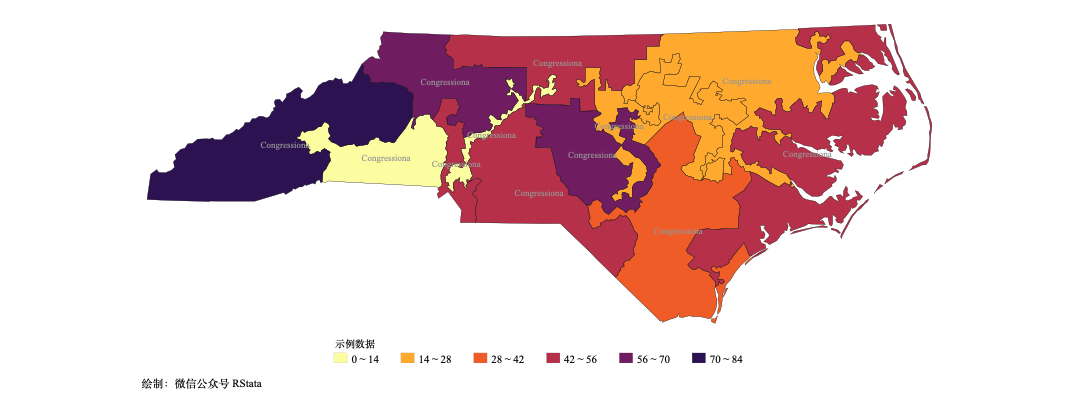 Congressiona
Congressiona
Congressiona
Congressiona
Congressiona
Congressiona
Congressiona
Congressiona
Congressiona
Congressiona
Congressiona
Congressiona
Congressiona
示例数据
0 ~ 14
14 ~ 28
28 ~ 42
42 ~ 56
56 ~ 70
70 ~ 84
绘制：微信公众号 RStata